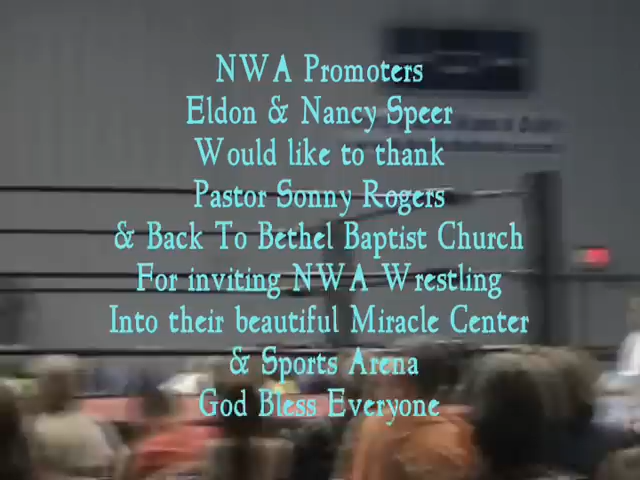 NWA Promoters
Eldon & Nancy Speer
Would like to thank
Pastor Sonny Rogers
& Back To Bethel Baptist Church
For inviting NWA Wrestling
Into their beautiful Miracle Center
& Sports Arena
God Bless Everyone